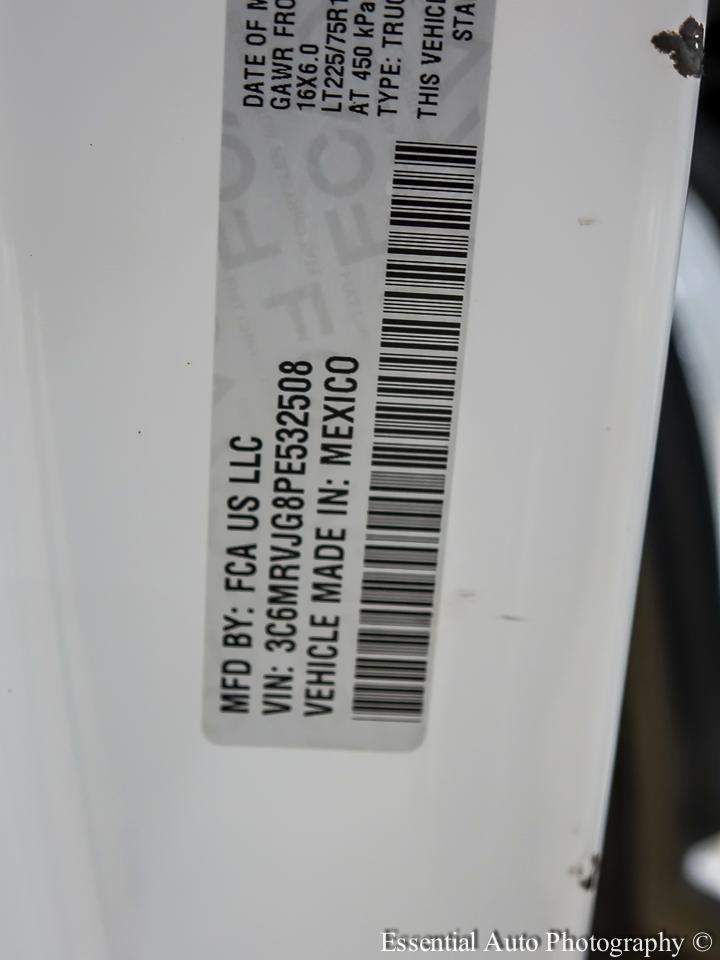 MFD BY: FCA US LLC
VIN: 3C6MRVJG8PE532508
VEHICLE MADE IN: MEXICO
DATE OF M
GAWR FRO
16X6.0
LT225/75R1
AT 450 kPa
TYPE: TRUC
THIS VEHIC
STA
FCA
Essential Auto Photography ©